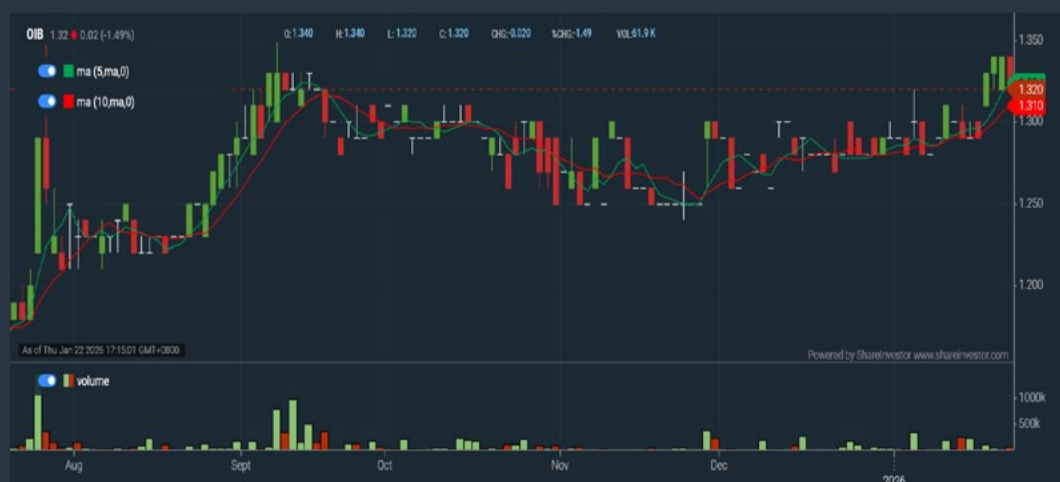 OIB 1.32 0.02 (-1.49%) O: 1.340 H: 1.340 L: 1.320 C: 1.320 CHG:-0.020 %CHG:-1.49 VOL:61.9 K
ma (5,ma,0)
ma (10,ma,0)
1.350
1.320
1.310
1.300
1.250
1.200
As of Thu Jan 22 2026 17:15:01 GMT+0800
Powered by ShareInvestor www.shareinvestor.com
volume
1000k
500k
Aug Sept Oct Nov Dec 2026